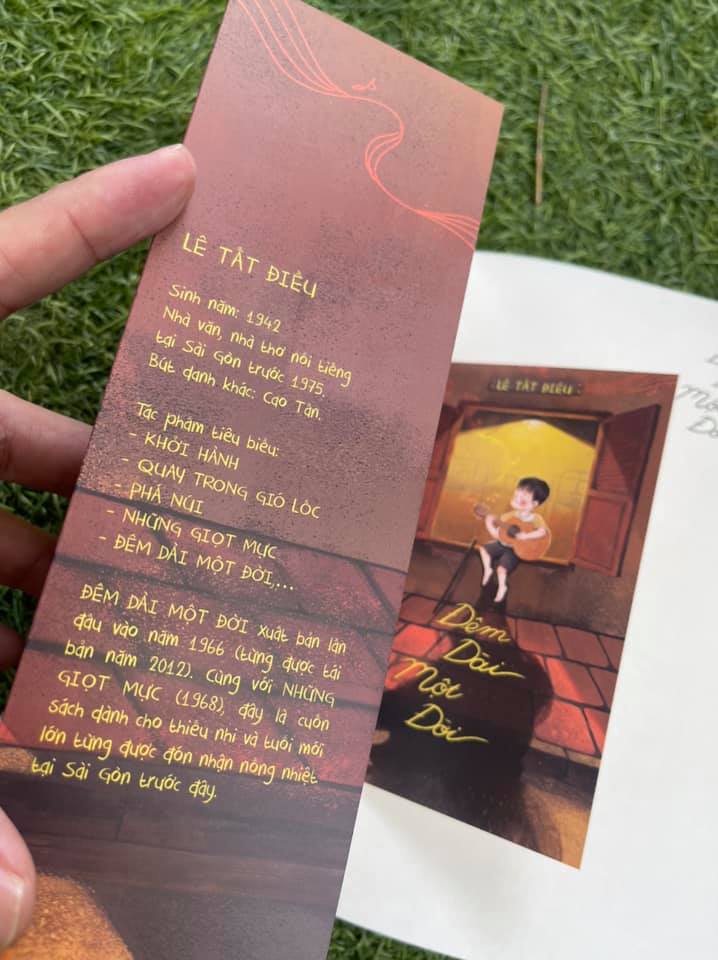 LÊ TẤT ĐIỀU
Sinh năm: 1942
Nhà văn, nhà thơ nổi tiếng
tại Sài Gòn trước 1975.
Bút danh khác: Cao Tần.
Tác phẩm tiêu biểu:
- KHỞI HÀNH
- QUAY TRONG GIÓ LỐC
- PHÁ NÚI
- NHỮNG GIỌT MỰC
- ĐÊM DÀI MỘT ĐỜI,...
ĐÊM DÀI MỘT ĐỜI xuất bản lần
đầu vào năm 1966 (từng được tái
bản năm 2012). Cùng với NHỮNG
GIỌT MỰC (1968), đây là cuốn
sách dành cho thiếu nhi và tuổi mới
lớn từng được đón nhận nồng nhiệt
tại Sài Gòn trước đây.
LÊ TẤT ĐIỀU
Đêm
Dài
Một
Đời